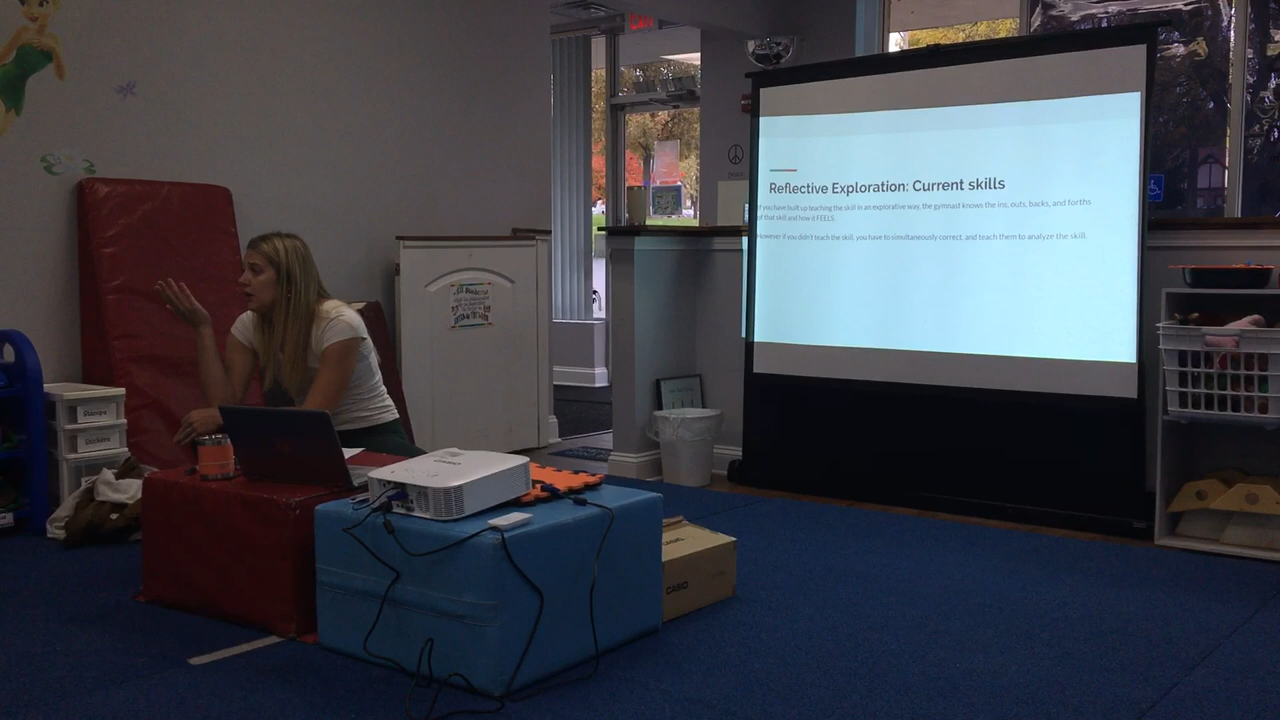 EXIT
Reflective Exploration: Current skills
If you have built up teaching the skill in an explorative way, the gymnast knows the ins, outs, backs, and forths
of that skill and how it FEELS.
However if you didn't teach the skill, you have to simultaneously correct, and teach them to analyze the skill.
Stamps
Stickers
CASIO
CASIO